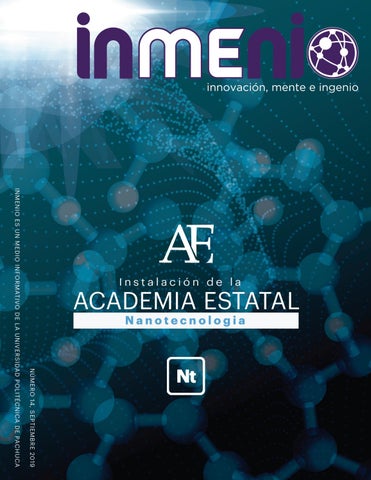 inmenio
innovación, mente e ingenio
AE
Instalación de la
ACADEMIA ESTATAL
Nanotecnologia
Nt
NÚMERO 14, SEPTIEMBRE 2019
INMENIO ES UN MEDIO INFORMATIVO DE LA UNIVERSIDAD POLITÉCNICA DE PACHUCA